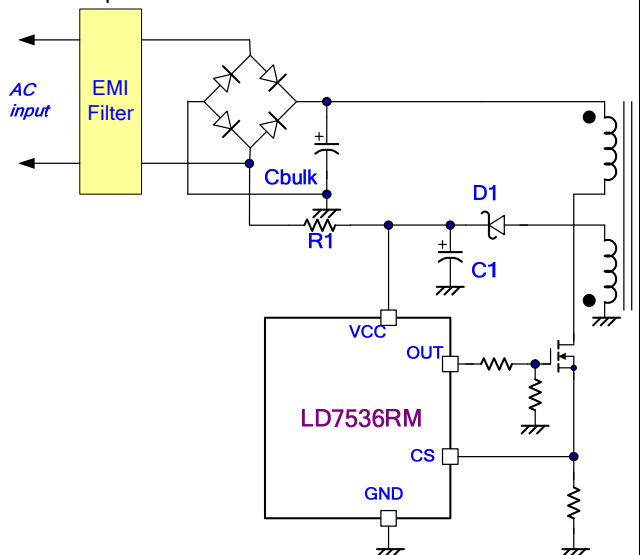 AC
input
EMI
Filter
+
Cbulk
R1
D1
+
C1
VCC
OUT
LD7536RM
CS
GND